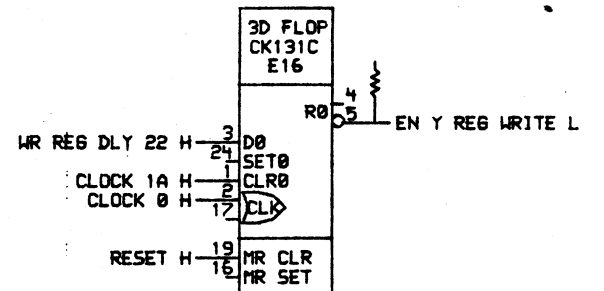 3D FLOP
CK131C
E16
4
R0
5
EN Y REG WRITE L
WR REG DLY 22 H
3
D0
24
SET0
CLOCK 1A H
1
CLR0
CLOCK 0 H
2
CLK
17
RESET H
19
MR CLR
16
MR SET